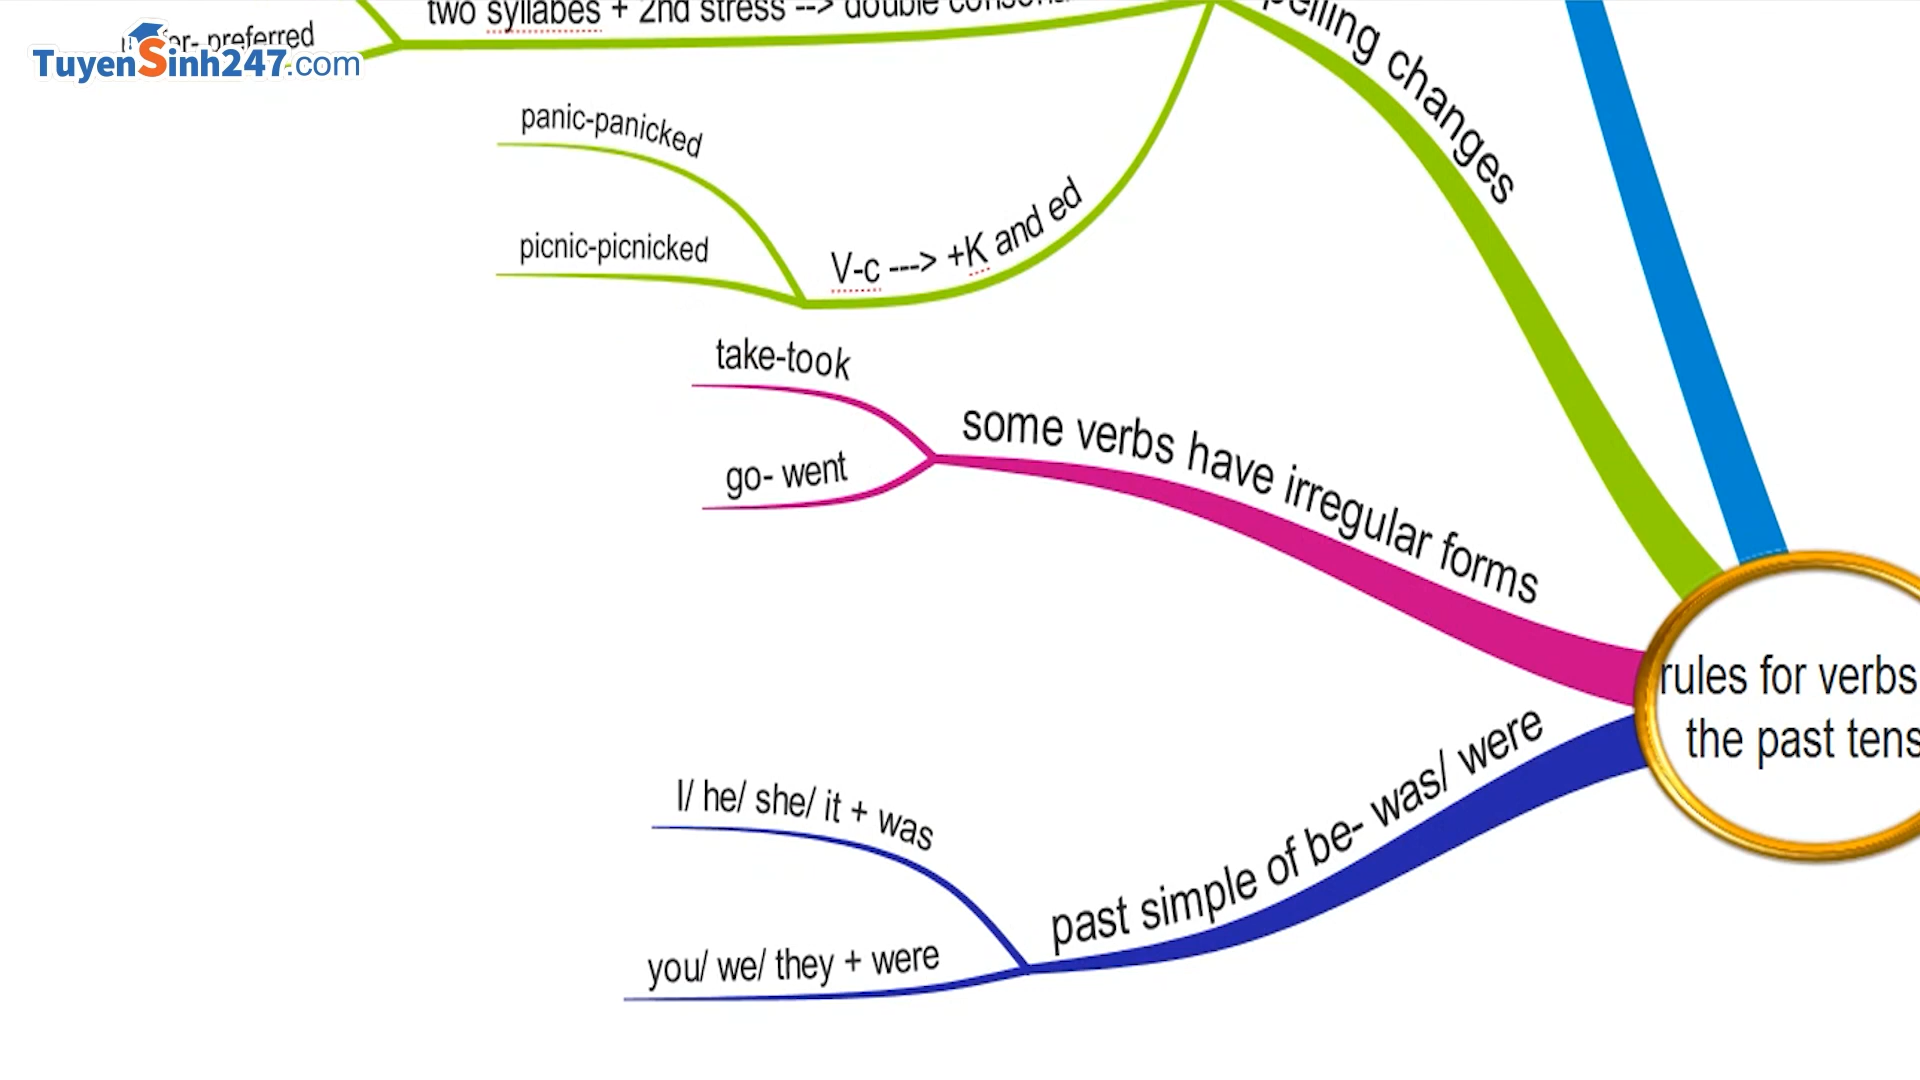 two syllabes + 2nd stress --> double
preferred
TuyenSinh247.com
changes
panic-panicked
picnic-picnicked
V-c ---> +K and ed
take-took
go- went
some verbs have irregular forms
rules for verbs
the past
past simple of be- was/ were
I/ he/ she/ it + was
you/ we/ they + were